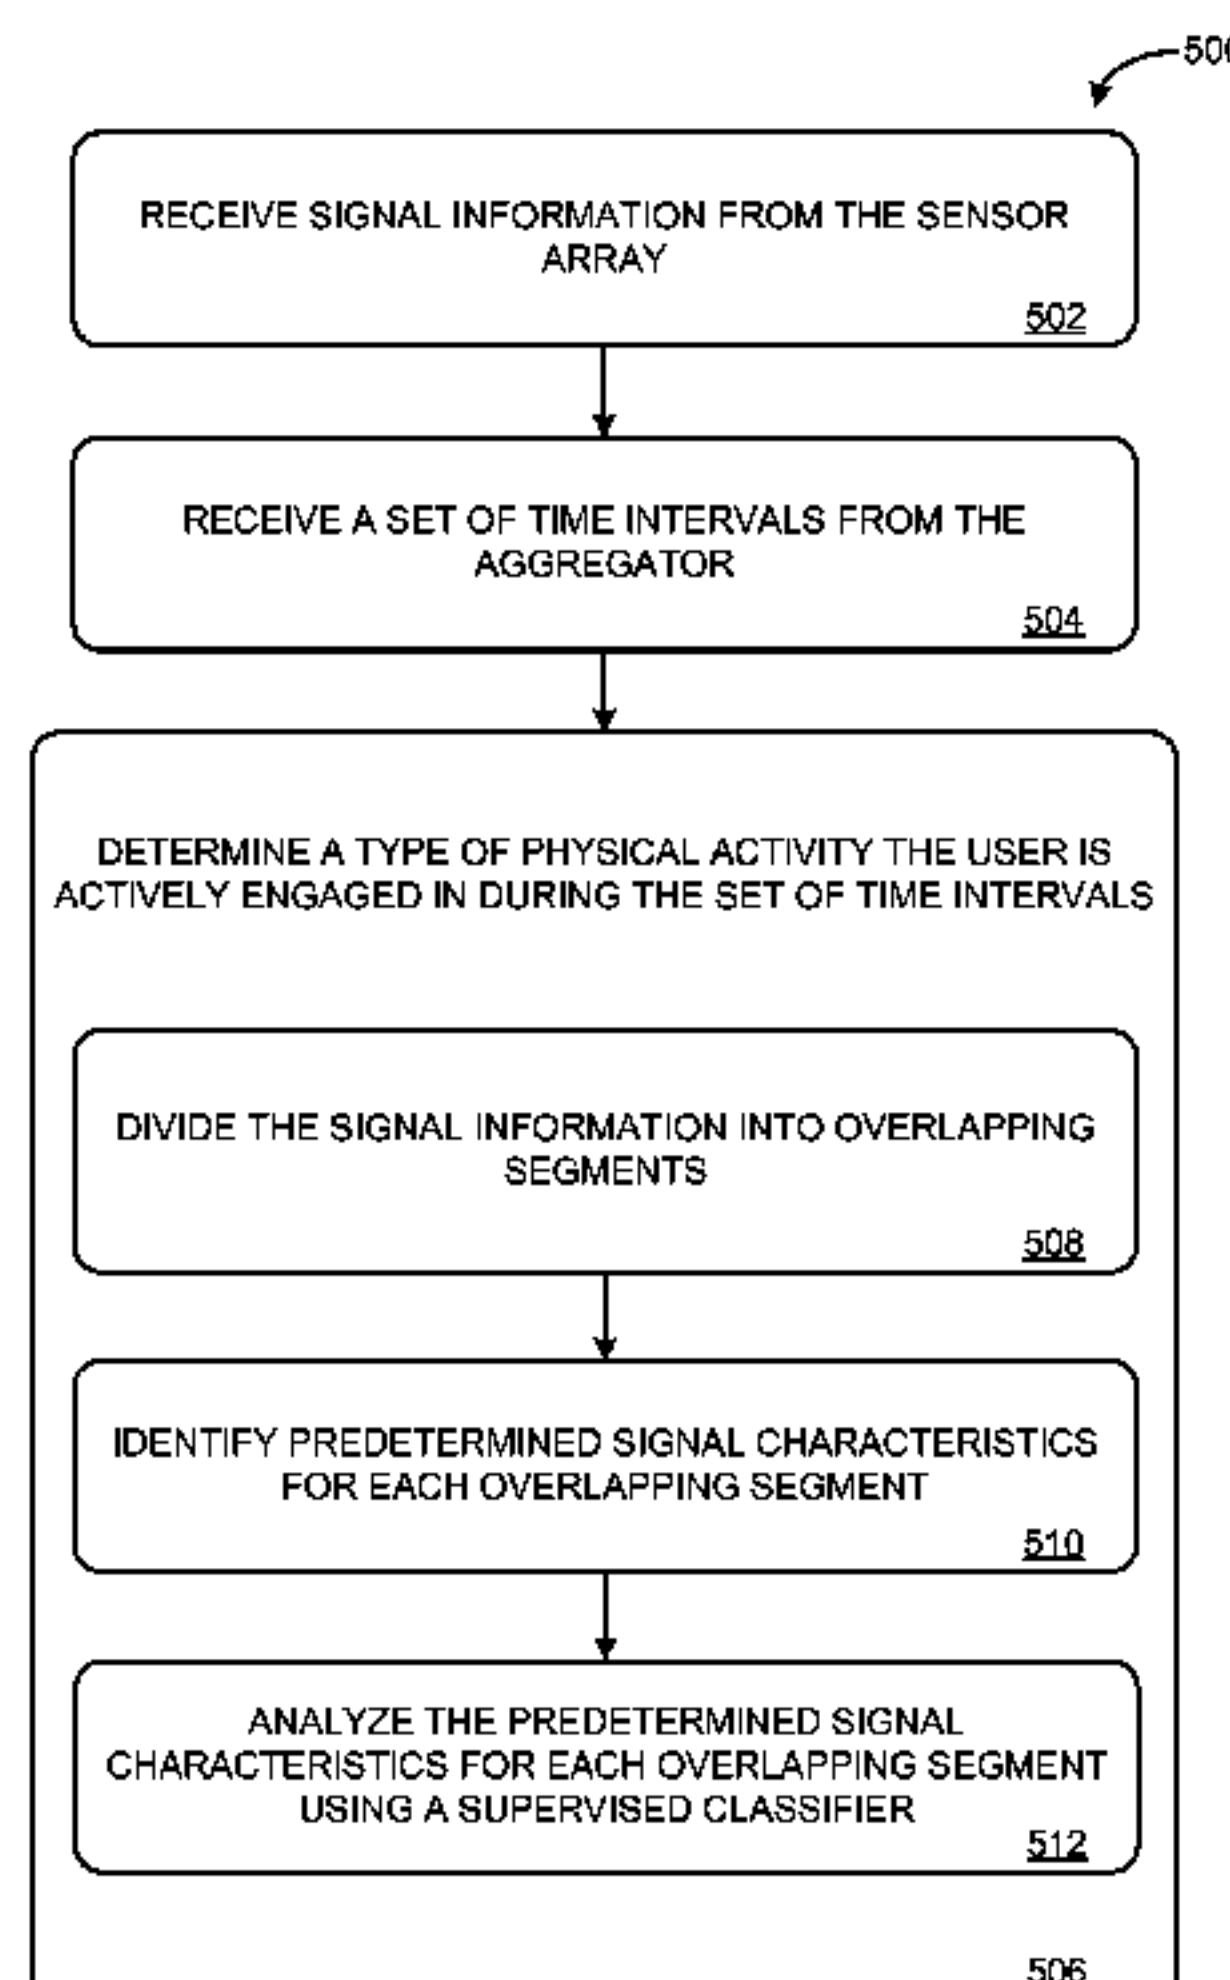 RECEIVE SIGNAL INFORMATION FROM THE SENSOR
ARRAY
502
RECEIVE A SET OF TIME INTERVALS FROM THE
AGGREGATOR
504
DETERMINE A TYPE OF PHYSICAL ACTIVITY THE USER IS
ACTIVELY ENGAGED IN DURING THE SET OF TIME INTERVALS
DIVIDE THE SIGNAL INFORMATION INTO OVERLAPPING
SEGMENTS
508
IDENTIFY PREDETERMINED SIGNAL CHARACTERISTICS
FOR EACH OVERLAPPING SEGMENT
510
ANALYZE THE PREDETERMINED SIGNAL
CHARACTERISTICS FOR EACH OVERLAPPING SEGMENT
USING A SUPERVISED CLASSIFIER
512
506